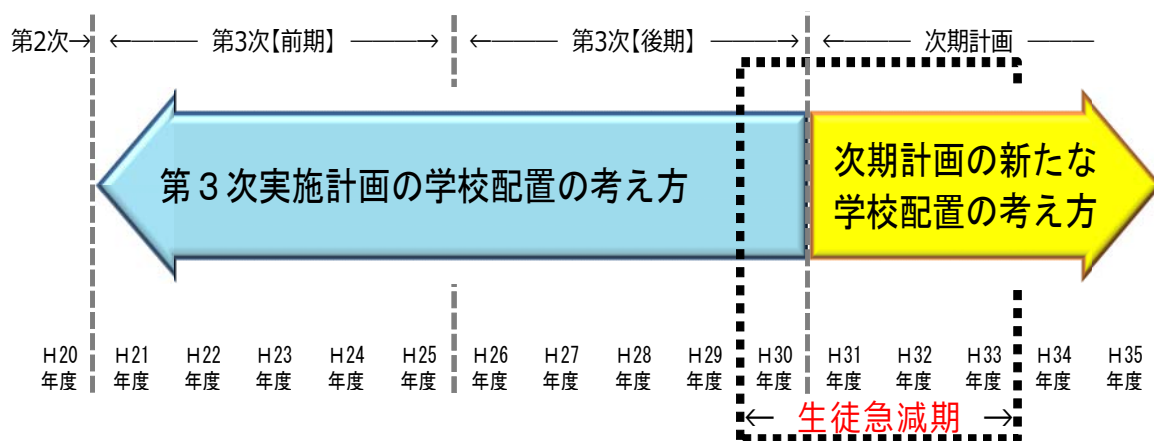 第2次→ ←――― 第3次【前期】 ―――→ ←――― 第3次【後期】 ―――→ ←――― 次期計画 ―――
第３次実施計画の学校配置の考え方
次期計画の新たな
学校配置の考え方
Ｈ20 Ｈ21 Ｈ22 Ｈ23 Ｈ24 Ｈ25 Ｈ26 Ｈ27 Ｈ28 Ｈ29 Ｈ30 Ｈ31 Ｈ32 Ｈ33 Ｈ34 Ｈ35
年度 年度 年度 年度 年度 年度 年度 年度 年度 年度 年度 年度 年度 年度 年度 年度
← 生徒急減期 →